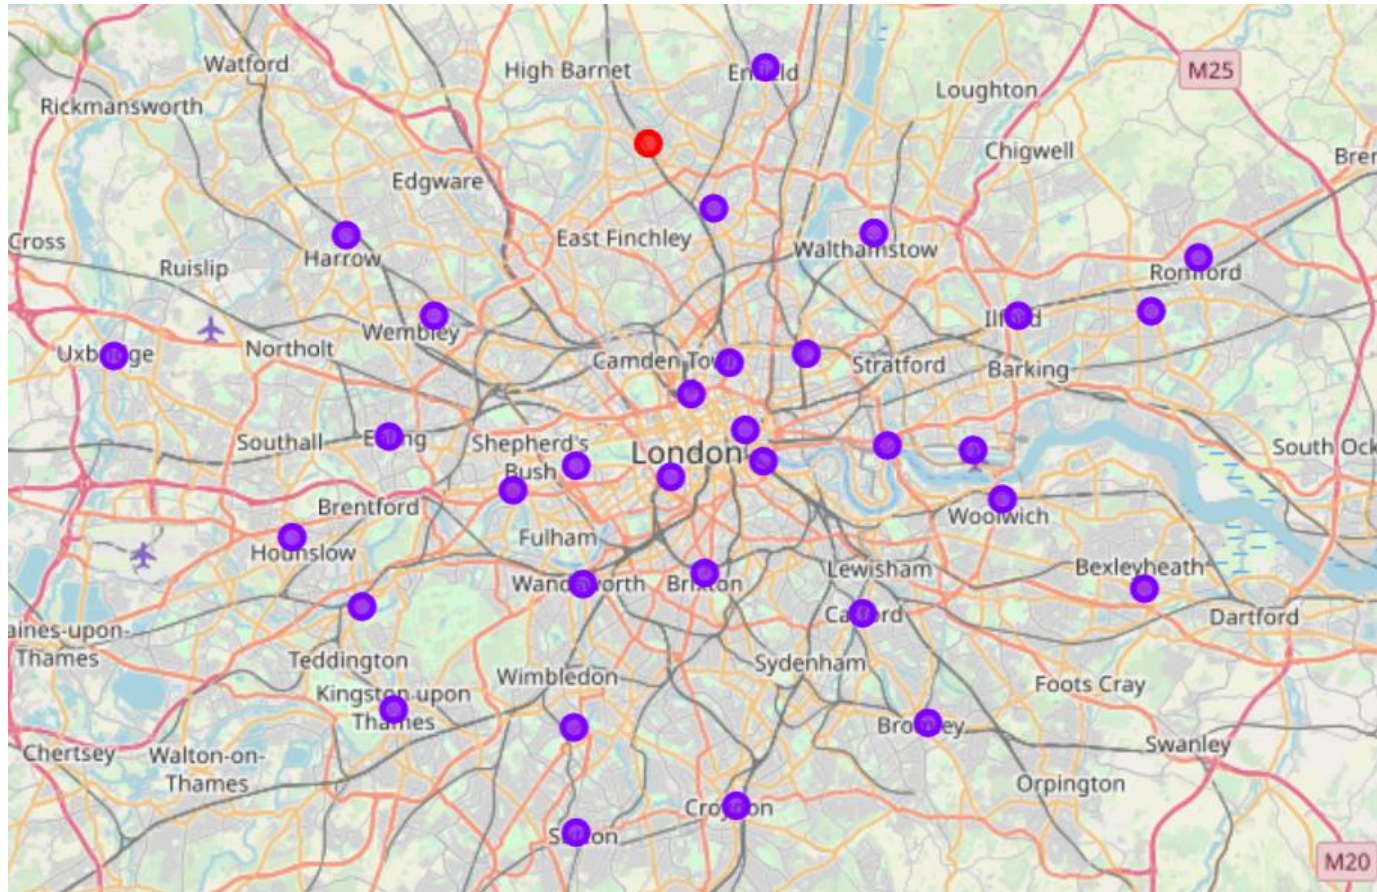 Watford
High Barnet
Enfield
M25
Rickmansworth
Loughton
Chigwell
Bren
Edgware
Cross
East Finchley
Walthamstow
Harrow
Ruislip
Romford
Wembley
Ilford
Uxbridge
Northolt
Camden Town
Stratford
Barking
Southall
Ealing
Shepherd's
Bush
London
South Ock
Brentford
Woolwich
Hounslow
Fulham
Wandsworth
Brixton
Lewisham
Bexleyheath
Catford
Dartford
aines-upon-
Thames
Teddington
Wimbledon
Sydenham
Kingston upon
Thames
Foots Cray
Bromley
Chertsey
Walton-on-
Thames
Swanley
Orpington
Croydon
Sutton
M20